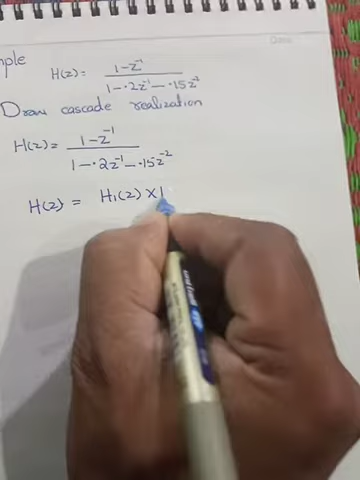 mple
H(z) = 1-z⁻¹ / 1-.2z⁻¹-.15z⁻²
Draw cascade realization
H(z) = 1-z⁻¹ / 1-.2z⁻¹-.15z⁻²
H(z) = H₁(z) × 1